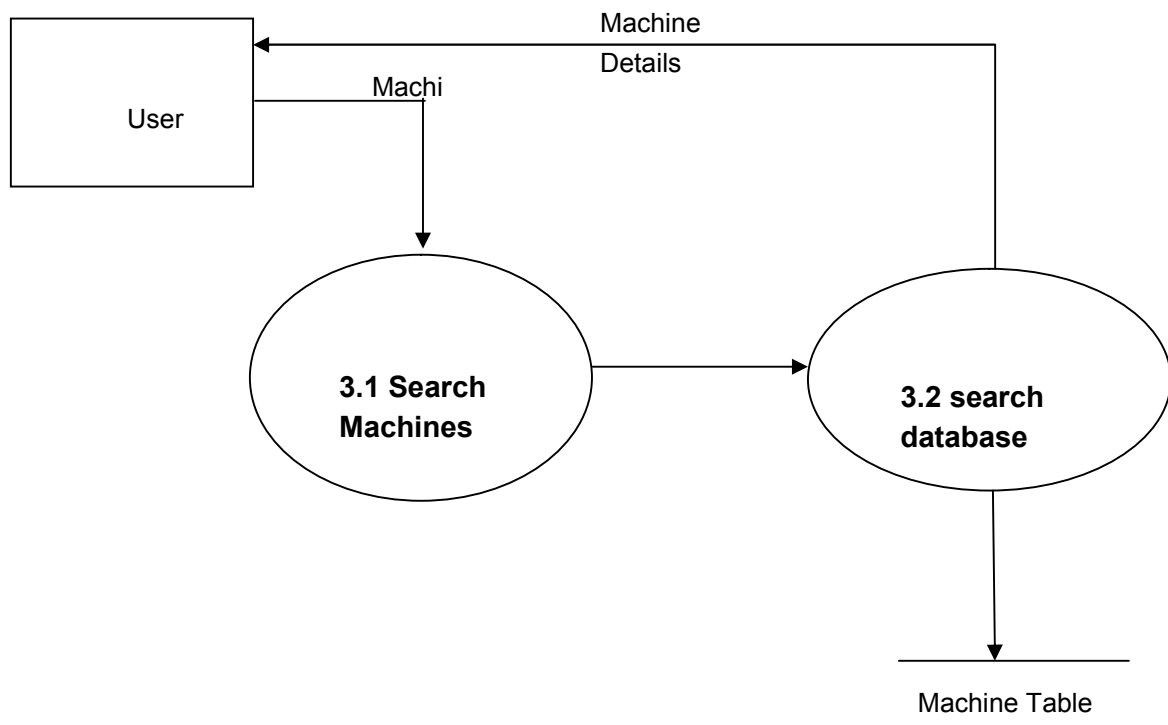 Machine
Details
Machi
User
3.1 Search
Machines
3.2 search
database
Machine Table